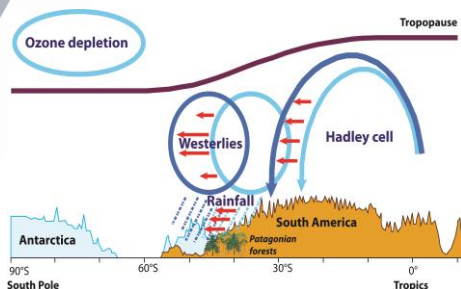 Tropopause
Ozone depletion
Westerlies
Hadley cell
Rainfall
South America
Antarctica
Patagonian
forests
90°S
60°S
30°S
0°
South Pole
Tropics